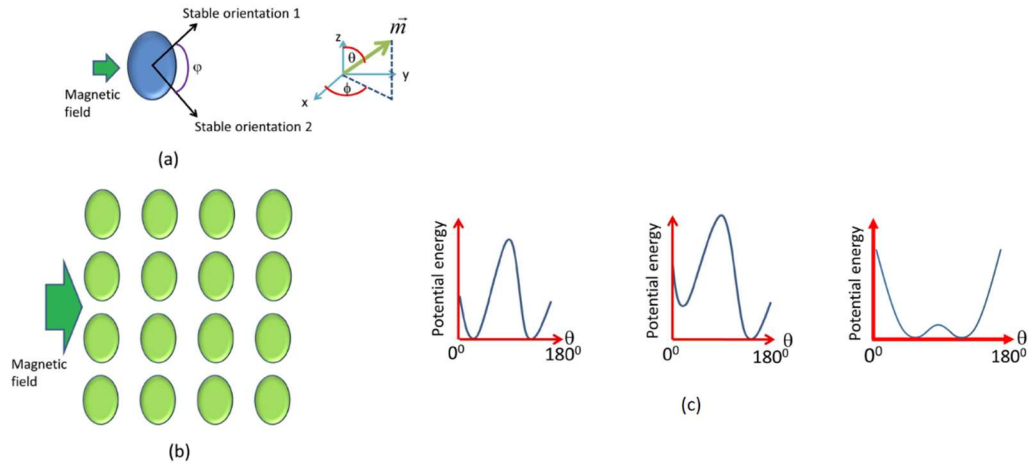 Stable orientation 1
φ
Magnetic
field
Stable orientation 2
z
m⃗
θ
y
ϕ
x
(a)
Magnetic
field
(b)
Potential energy
θ
0⁰
180⁰
Potential energy
θ
0⁰
180⁰
Potential energy
θ
0⁰
180⁰
(c)